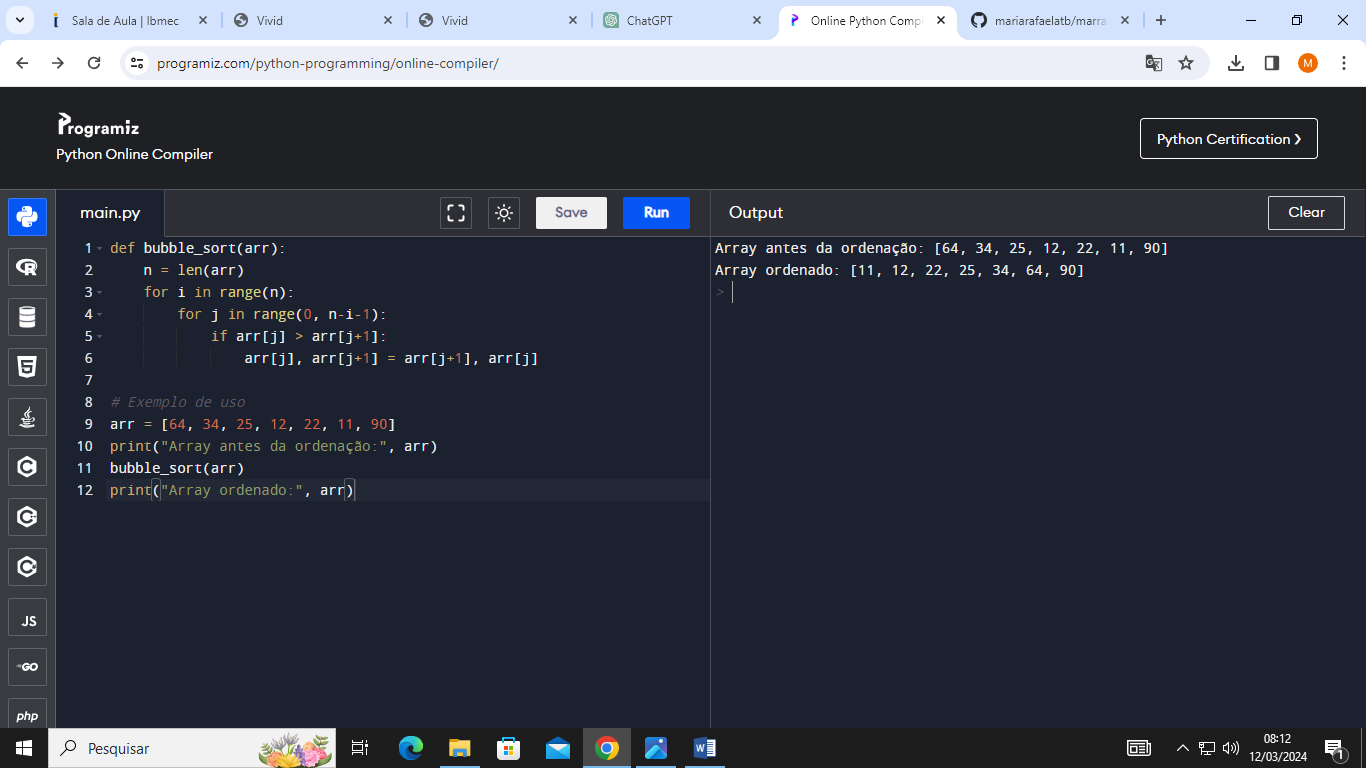 Sala de Aula | Ibmec
Vivid
Vivid
ChatGPT
Online Python Compi
mariarafaelatb/marra
programiz.com/python-programming/online-compiler/
M
Programiz
Python Online Compiler
Python Certification ❯
main.py
Save
Run
Output
Clear
1 def bubble_sort(arr):
2     n = len(arr)
3     for i in range(n):
4         for j in range(0, n-i-1):
5             if arr[j] > arr[j+1]:
6                 arr[j], arr[j+1] = arr[j+1], arr[j]
7
8 # Exemplo de uso
9 arr = [64, 34, 25, 12, 22, 11, 90]
10 print("Array antes da ordenação:", arr)
11 bubble_sort(arr)
12 print("Array ordenado:", arr)
Array antes da ordenação: [64, 34, 25, 12, 22, 11, 90]
Array ordenado: [11, 12, 22, 25, 34, 64, 90]
>
R
5
C
C
C
JS
GO
php
Pesquisar
W
08:12
12/03/2024
1